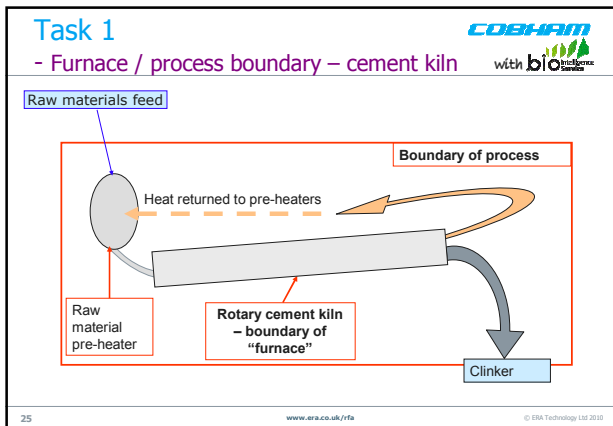 Task 1
- Furnace / process boundary – cement kiln
COBHAM
with bio Intelligence Service
Raw materials feed
Boundary of process
Heat returned to pre-heaters
Raw
material
pre-heater
Rotary cement kiln
– boundary of
“furnace”
Clinker
25
www.era.co.uk/rfa
© ERA Technology Ltd 2010